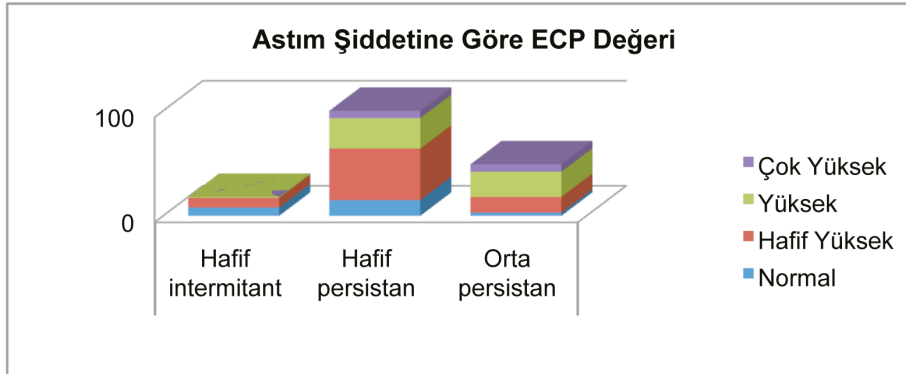 Astım Şiddetine Göre ECP Değeri
100
0
Hafif
intermitant
Hafif
persistan
Orta
persistan
Çok Yüksek
Yüksek
Hafif Yüksek
Normal